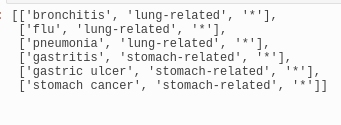 [['bronchitis', 'lung-related', '*'],
['flu', 'lung-related', '*'],
['pneumonia', 'lung-related', '*'],
['gastritis', 'stomach-related', '*'],
['gastric ulcer', 'stomach-related', '*'],
['stomach cancer', 'stomach-related', '*']]